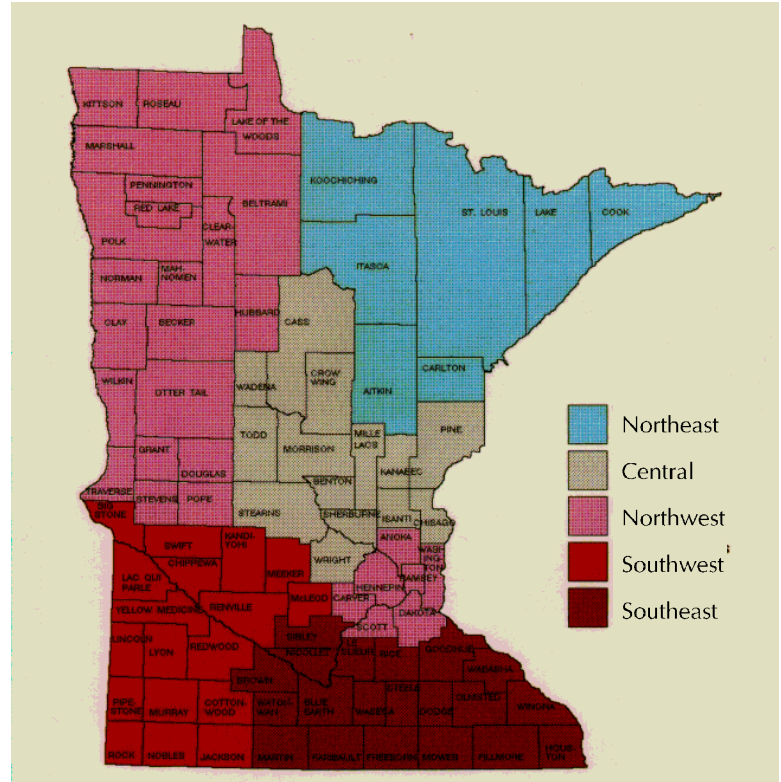 KITTSON
ROSEAU
LAKE OF THE
WOODS
MARSHALL
KOOCHICHING
PENNINGTON
BELTRAMI
RED LAKE
ST. LOUIS
LAKE
COOK
CLEAR-
WATER
POLK
ITASCA
NORMAN
MAH-
NOMEN
HUBBARD
CASS
CLAY
BECKER
CARLTON
WILKIN
OTTER TAIL
WADENA
CROW
WING
AITKIN
TODD
MILLE
LACS
PINE
GRANT
MORRISON
KANABEC
DOUGLAS
BENTON
TRAVERSE
STEVENS
POPE
STEARNS
SHERBURNE
ISANTI
CHISAGO
BIG
STONE
SWIFT
KANDI-
YOHI
ANOKA
CHIPPEWA
MEEKER
WRIGHT
WASH-
ING-
TON
LAO QUI
PARLE
HENNEPIN
RAMSEY
YELLOW MEDICINE
RENVILLE
McLEOD
CARVER
DAKOTA
SCOTT
LINCOLN
LYON
REDWOOD
SIBLEY
NICOLLET
LE
SUEUR
RICE
GOODHUE
WABASHA
BROWN
PIPE-
STONE
MURRAY
COTTON-
WOOD
WATON-
WAN
BLUE
EARTH
WASECA
STEELE
DODGE
OLMSTED
WINONA
ROCK
NOBLES
JACKSON
MARTIN
FARIBAULT
FREEBORN
MOWER
FILLMORE
HOUS-
TON
Northeast
Central
Northwest
Southwest
Southeast